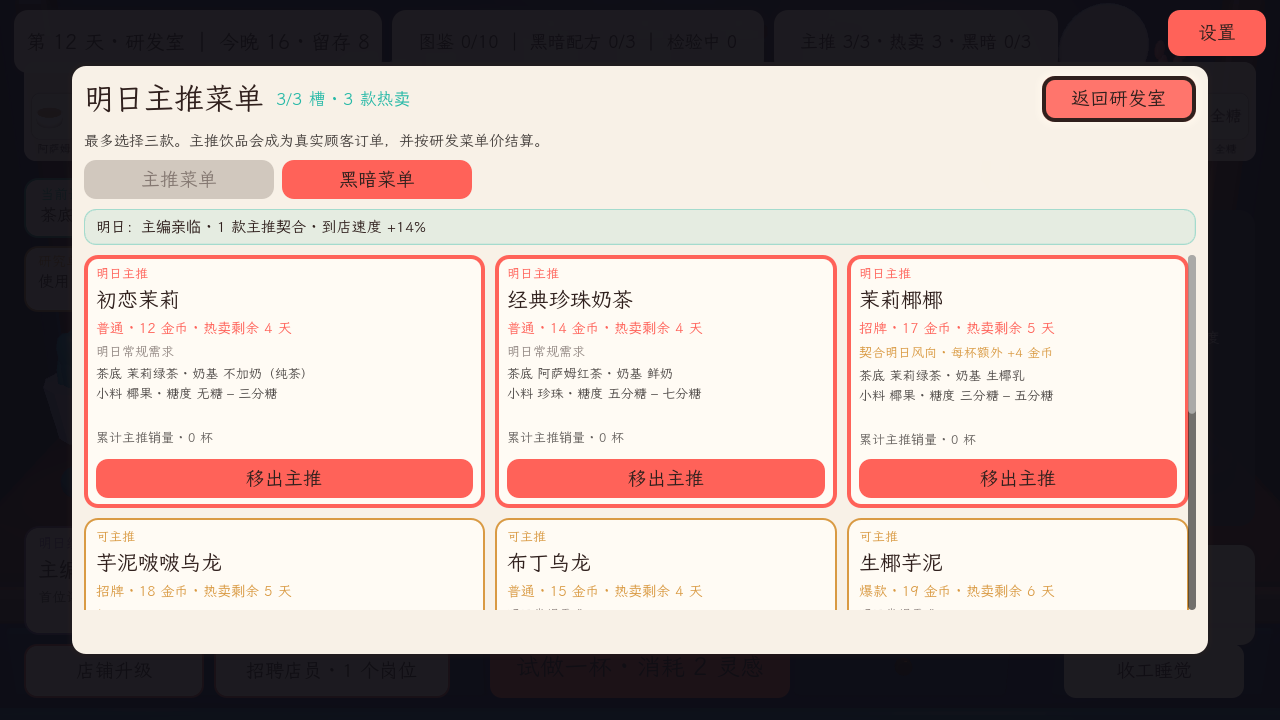 第 12 天・研发室 │ 今晚 16・留存 8
图鉴 0/10 │ 黑暗配方 0/3 │ 检验中 0
主推 3/3・热卖 3・黑暗 0/3
设置
明日主推菜单
3/3 槽・3 款热卖
返回研发室
最多选择三款。主推饮品会成为真实顾客订单，并按研发菜单价结算。
主推菜单
黑暗菜单
明日：主编亲临・1 款主推契合・到店速度 +14%
明日主推
初恋茉莉
普通・12 金币・热卖剩余 4 天
明日常规需求
茶底 茉莉绿茶・奶基 不加奶（纯茶）
小料 椰果・糖度 无糖 – 三分糖
累计主推销量・0 杯
移出主推
明日主推
经典珍珠奶茶
普通・14 金币・热卖剩余 4 天
明日常规需求
茶底 阿萨姆红茶・奶基 鲜奶
小料 珍珠・糖度 五分糖 – 七分糖
累计主推销量・0 杯
移出主推
明日主推
茉莉椰椰
招牌・17 金币・热卖剩余 5 天
契合明日风向・每杯额外 +4 金币
茶底 茉莉绿茶・奶基 生椰乳
小料 椰果・糖度 三分糖 – 五分糖
累计主推销量・0 杯
移出主推
可主推
芋泥啵啵乌龙
招牌・18 金币・热卖剩余 5 天
可主推
布丁乌龙
普通・15 金币・热卖剩余 4 天
可主推
生椰芋泥
爆款・19 金币・热卖剩余 6 天
店铺升级
招聘店员・1 个岗位
试做一杯・消耗 2 灵感
收工睡觉